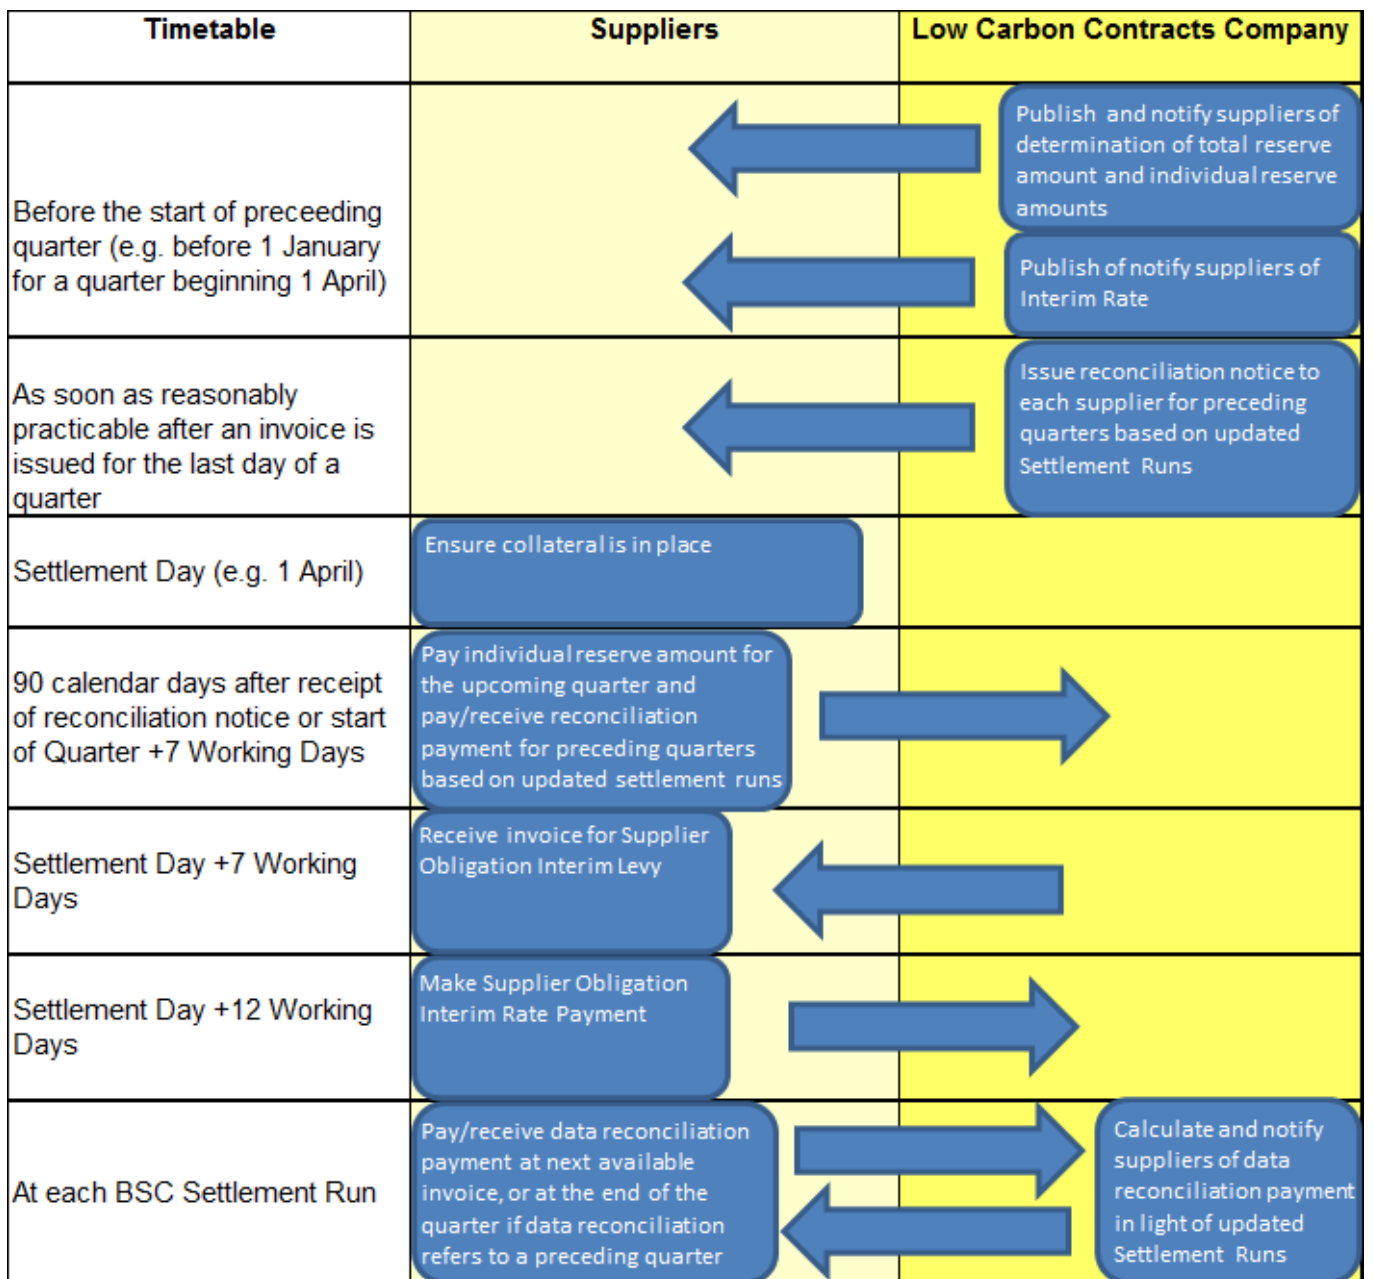 Timetable
Suppliers
Low Carbon Contracts Company
Before the start of preceeding
quarter (e.g. before 1 January
for a quarter beginning 1 April)
Publish and notify suppliers of
determination of total reserve
amount and individual reserve
amounts
Publish of notify suppliers of
Interim Rate
As soon as reasonably
practicable after an invoice is
issued for the last day of a
quarter
Issue reconciliation notice to
each supplier for preceding
quarters based on updated
Settlement Runs
Settlement Day (e.g. 1 April)
Ensure collateral is in place
90 calendar days after receipt
of reconciliation notice or start
of Quarter +7 Working Days
Pay individual reserve amount for
the upcoming quarter and
pay/receive reconciliation
payment for preceding quarters
based on updated settlement runs
Settlement Day +7 Working
Days
Receive invoice for Supplier
Obligation Interim Levy
Settlement Day +12 Working
Days
Make Supplier Obligation
Interim Rate Payment
At each BSC Settlement Run
Pay/receive data reconciliation
payment at next available
invoice, or at the end of the
quarter if data reconciliation
refers to a preceding quarter
Calculate and notify
suppliers of data
reconciliation payment
in light of updated
Settlement Runs